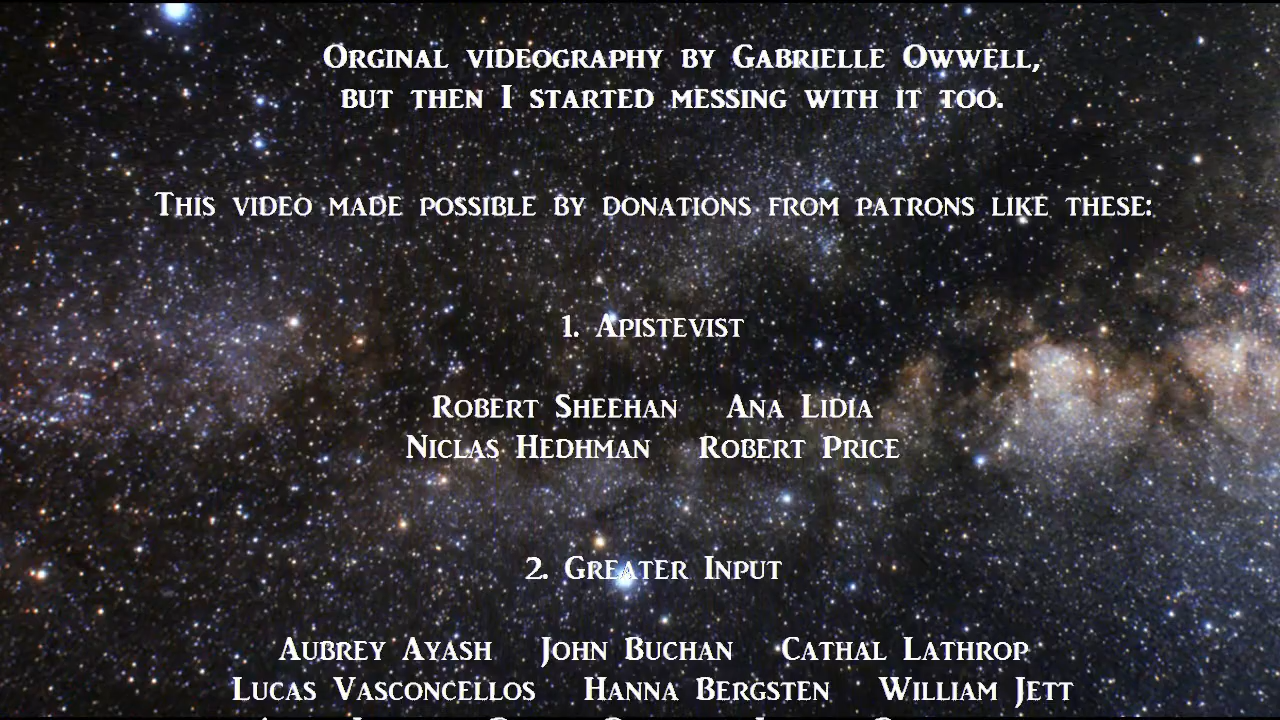 Orginal videography by Gabrielle Owwell,
but then I started messing with it too.
This video made possible by donations from patrons like these:
1. Apistevist
Robert Sheehan Ana Lidia
Niclas Hedhman Robert Price
2. Greater Input
Aubrey Ayash John Buchan Cathal Lathrop
Lucas Vasconcellos Hanna Bergsten William Jett